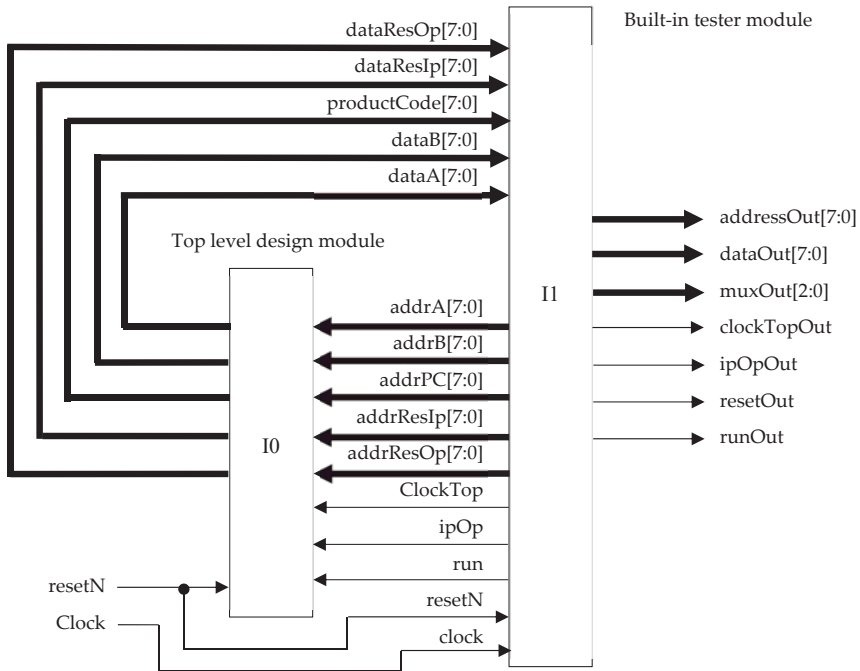 Built-in tester module
dataResOp[7:0]
dataResIp[7:0]
productCode[7:0]
dataB[7:0]
dataA[7:0]
addressOut[7:0]
dataOut[7:0]
muxOut[2:0]
clockTopOut
ipOpOut
resetOut
runOut
I1
Top level design module
I0
addrA[7:0]
addrB[7:0]
addrPC[7:0]
addrResIp[7:0]
addrResOp[7:0]
ClockTop
ipOp
run
resetN
resetN
Clock
clock